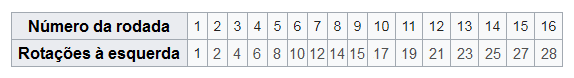 Número da rodada 1 2 3 4 5 6 7 8 9 10 11 12 13 14 15 16
Rotações à esquerda 1 2 4 6 8 10 12 14 15 17 19 21 23 25 27 28